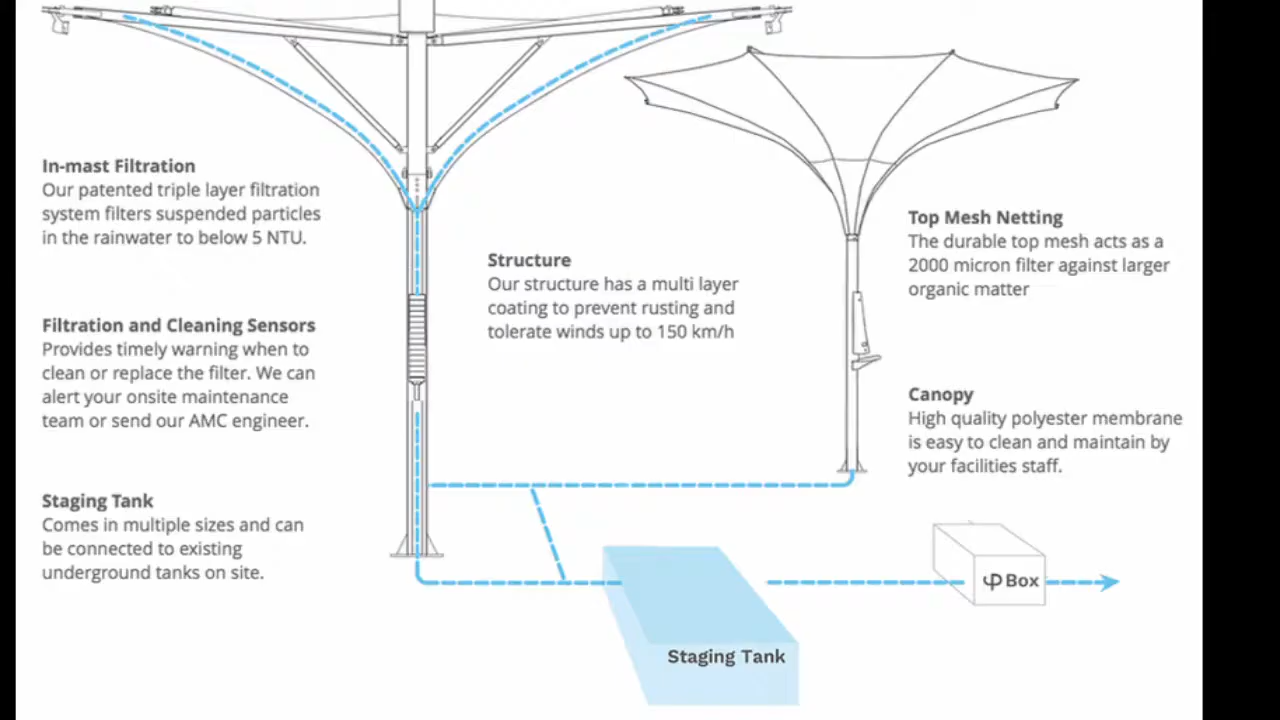 In-mast Filtration
Our patented triple layer filtration
system filters suspended particles
in the rainwater to below 5 NTU.
Filtration and Cleaning Sensors
Provides timely warning when to
clean or replace the filter. We can
alert your onsite maintenance
team or send our AMC engineer.
Staging Tank
Comes in multiple sizes and can
be connected to existing
underground tanks on site.
Structure
Our structure has a multi layer
coating to prevent rusting and
tolerate winds up to 150 km/h
Top Mesh Netting
The durable top mesh acts as a
2000 micron filter against larger
organic matter
Canopy
High quality polyester membrane
is easy to clean and maintain by
your facilities staff.
φBox
Staging Tank